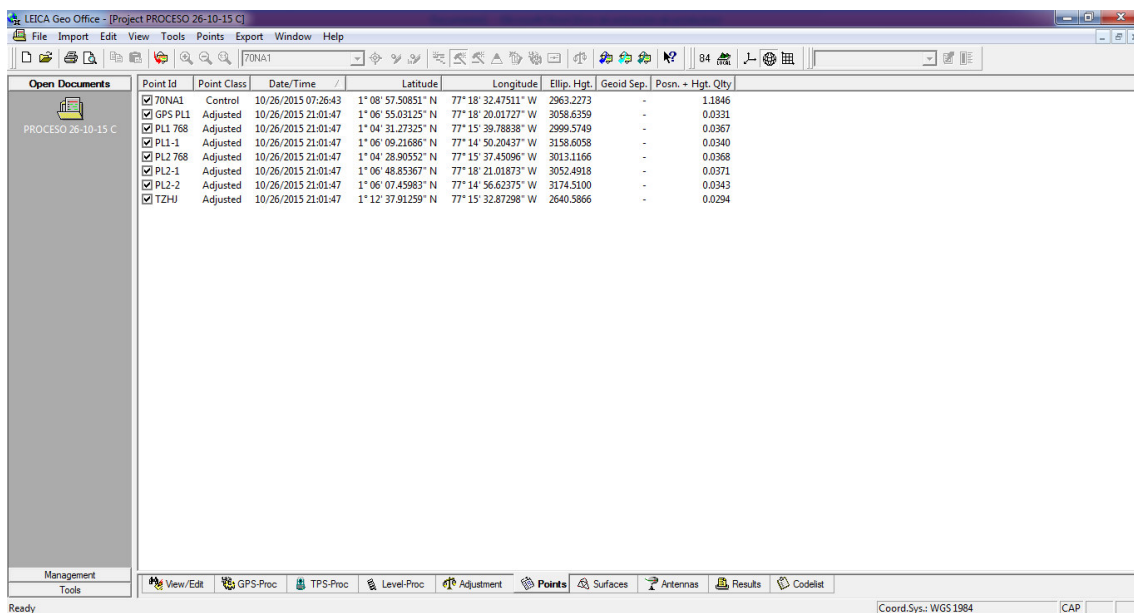 LEICA Geo Office - [Project PROCESO 26-10-15 C]
File Import Edit View Tools Points Export Window Help
70NA1
84
Open Documents
PROCESO 26-10-15 C
Point Id Point Class Date/Time / Latitude Longitude Ellip. Hgt. Geoid Sep. Posn. + Hgt. Qlty
70NA1 Control 10/26/2015 07:26:43 1° 08' 57.50851" N 77° 18' 32.47511" W 2963.2273 - 1.1846
GPS PL1 Adjusted 10/26/2015 21:01:47 1° 06' 55.03125" N 77° 18' 20.01727" W 3058.6359 - 0.0331
PL1 768 Adjusted 10/26/2015 21:01:47 1° 04' 31.27325" N 77° 15' 39.78838" W 2999.5749 - 0.0367
PL1-1 Adjusted 10/26/2015 21:01:47 1° 06' 09.21686" N 77° 14' 50.20437" W 3158.6058 - 0.0340
PL2 768 Adjusted 10/26/2015 21:01:47 1° 04' 28.90552" N 77° 15' 37.45096" W 3013.1166 - 0.0368
PL2-1 Adjusted 10/26/2015 21:01:47 1° 06' 48.85367" N 77° 18' 21.01873" W 3052.4918 - 0.0371
PL2-2 Adjusted 10/26/2015 21:01:47 1° 06' 07.45983" N 77° 14' 56.62375" W 3174.5100 - 0.0343
TZHJ Adjusted 10/26/2015 21:01:47 1° 12' 37.91259" N 77° 15' 32.87298" W 2640.5866 - 0.0294
Management
Tools
View/Edit GPS-Proc TPS-Proc Level-Proc Adjustment Points Surfaces Antennas Results Codelist
Ready Coord.Sys.: WGS 1984 CAP